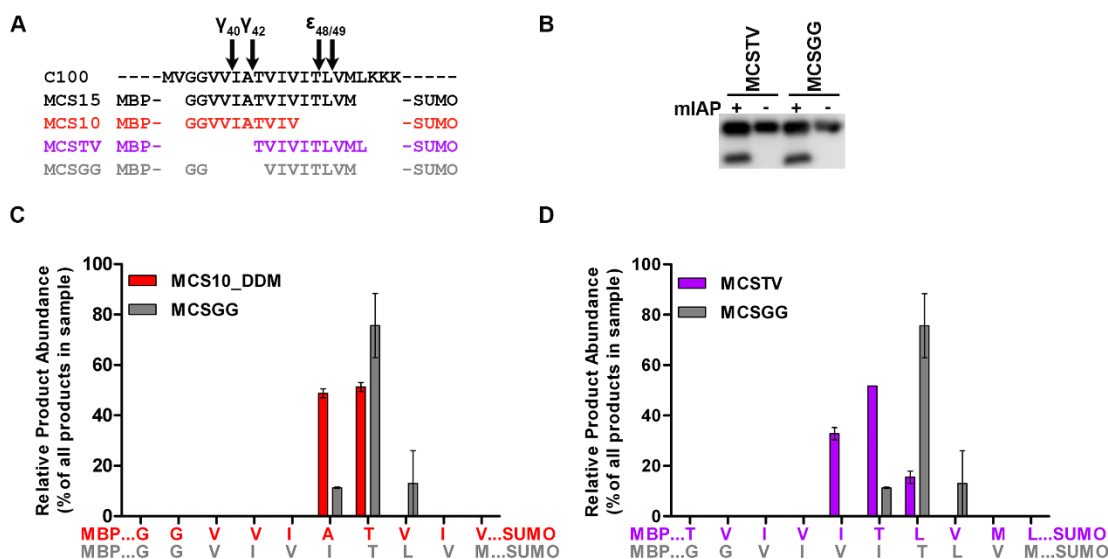 A
γ40 γ42 ε48/49
C100 ----MVGGVVIATVIVITLVMLKKK-----
MCS15 MBP- GGVVIATVIVITLVM -SUMO
MCS10 MBP- GGVVIATVIV -SUMO
MCSTV MBP- TVIVITLVML -SUMO
MCSGG MBP- GG VIVITLVM -SUMO
B
MCSTV MCSGG
mIAP + - + -
C
Relative Product Abundance
(% of all products in sample)
100
80
60
40
20
0
MCS10_DDM
MCSGG
MBP...G G V V I A T V I V...SUMO
MBP...G G V I V I T L V M...SUMO
D
Relative Product Abundance
(% of all products in sample)
100
80
60
40
20
0
MCSTV
MCSGG
MBP...T V I V I T L V M L...SUMO
MBP...G G V I V I T L V M...SUMO